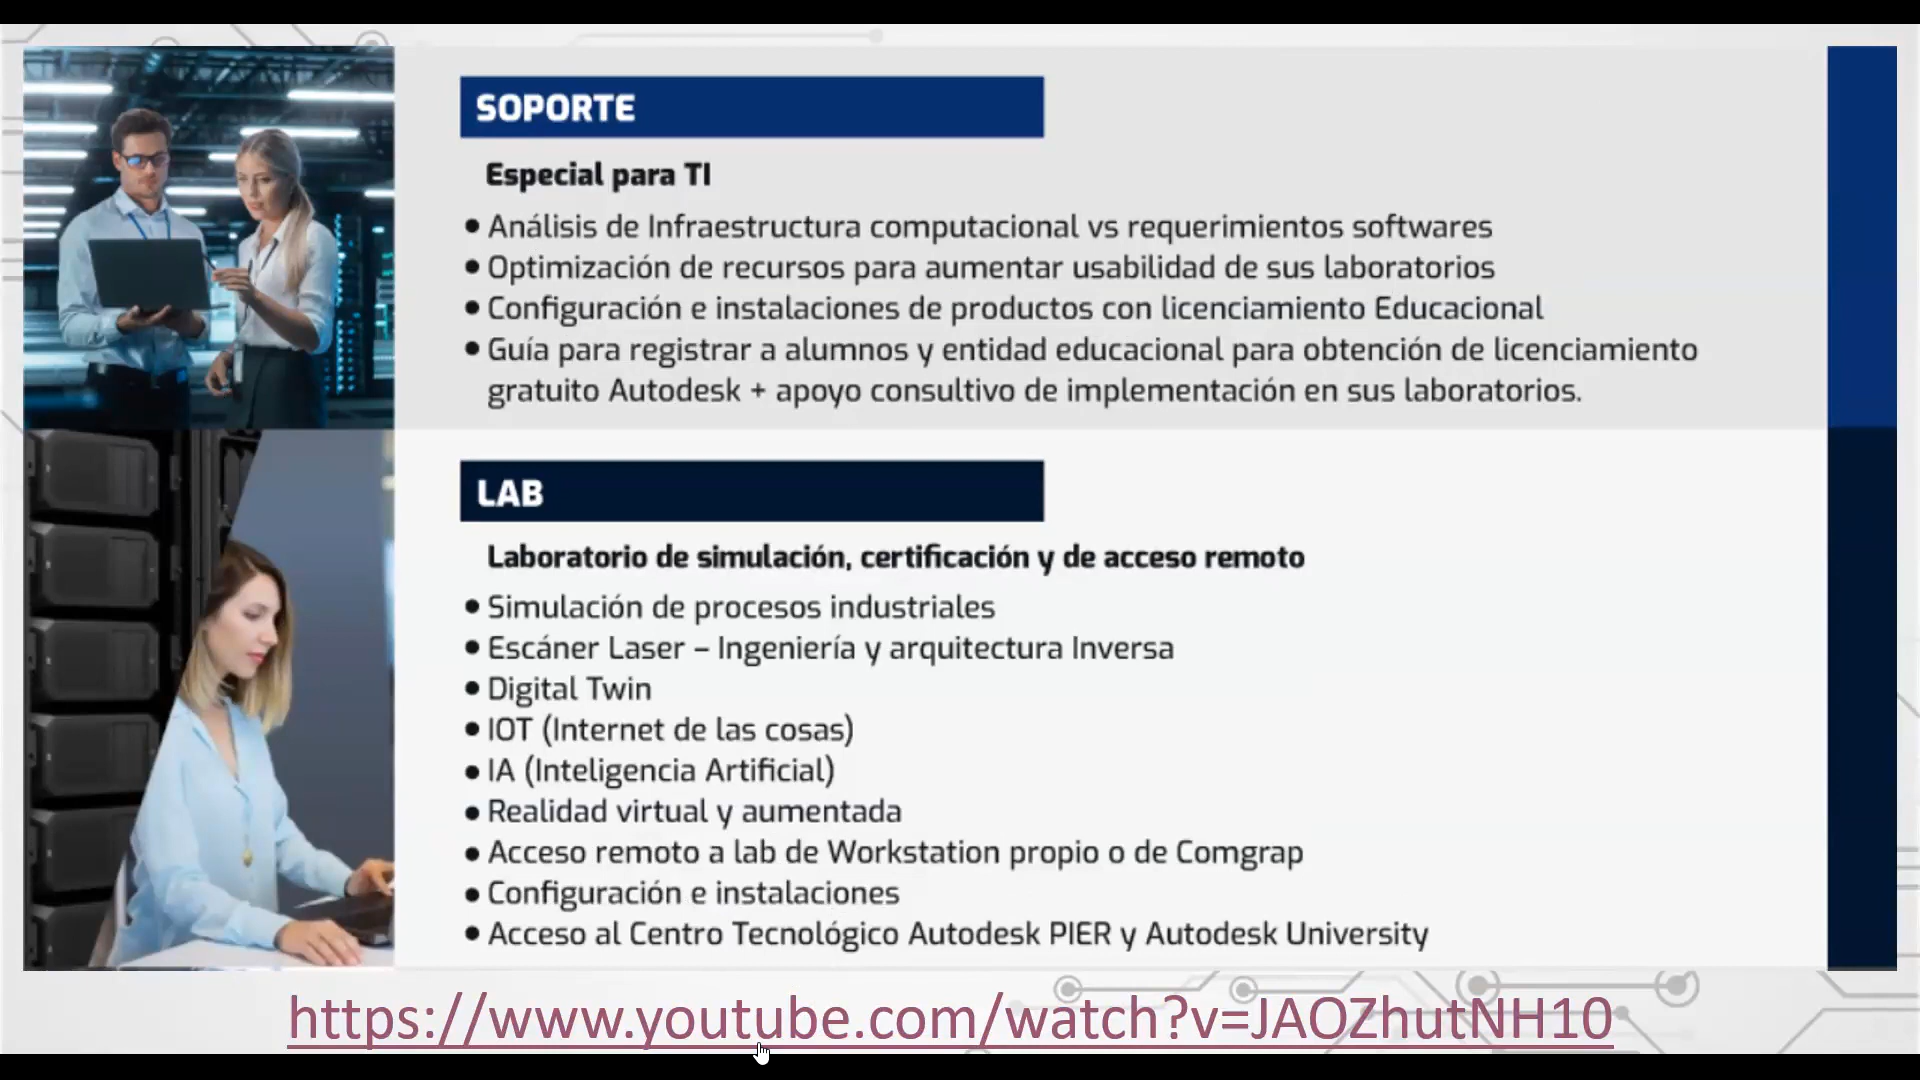 SOPORTE
Especial para TI
• Análisis de Infraestructura computacional vs requerimientos softwares
• Optimización de recursos para aumentar usabilidad de sus laboratorios
• Configuración e instalaciones de productos con licenciamiento Educacional
• Guía para registrar a alumnos y entidad educacional para obtención de licenciamiento
gratuito Autodesk + apoyo consultivo de implementación en sus laboratorios.
LAB
Laboratorio de simulación, certificación y de acceso remoto
• Simulación de procesos industriales
• Escáner Laser – Ingeniería y arquitectura Inversa
• Digital Twin
• IOT (Internet de las cosas)
• IA (Inteligencia Artificial)
• Realidad virtual y aumentada
• Acceso remoto a lab de Workstation propio o de Comgrap
• Configuración e instalaciones
• Acceso al Centro Tecnológico Autodesk PIER y Autodesk University
https://www.youtube.com/watch?v=JAOZhutNH10